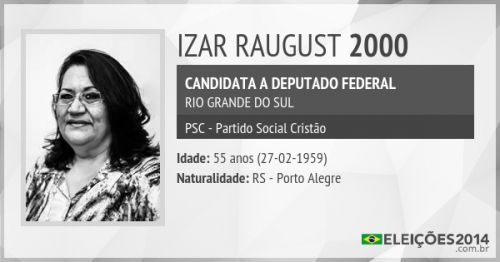 IZAR RAUGUST 2000
CANDIDATA A DEPUTADO FEDERAL
RIO GRANDE DO SUL
PSC - Partido Social Cristão
Idade: 55 anos (27-02-1959)
Naturalidade: RS - Porto Alegre
ELEIÇÕES2014
.com.br